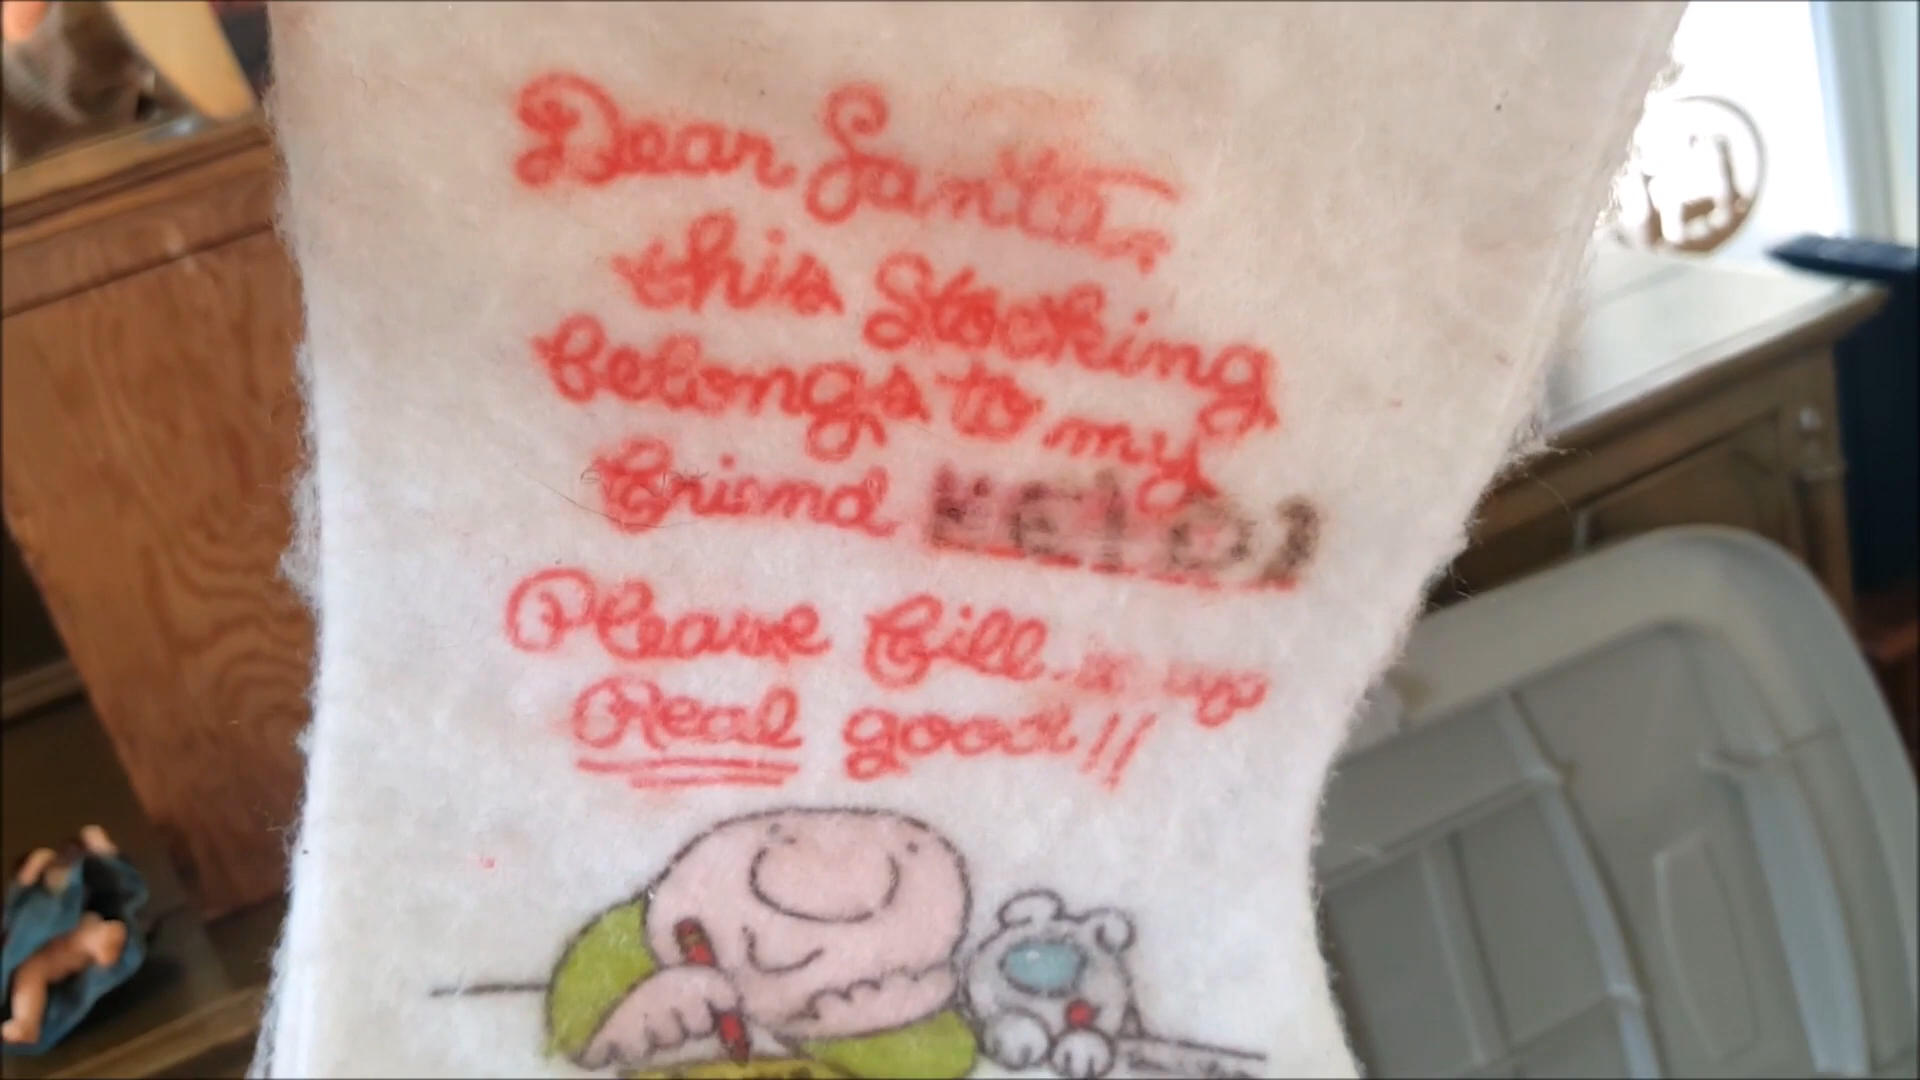 Dear Santa,
this Stocking
belongs to my
friend
Please fill it up
Real good!!